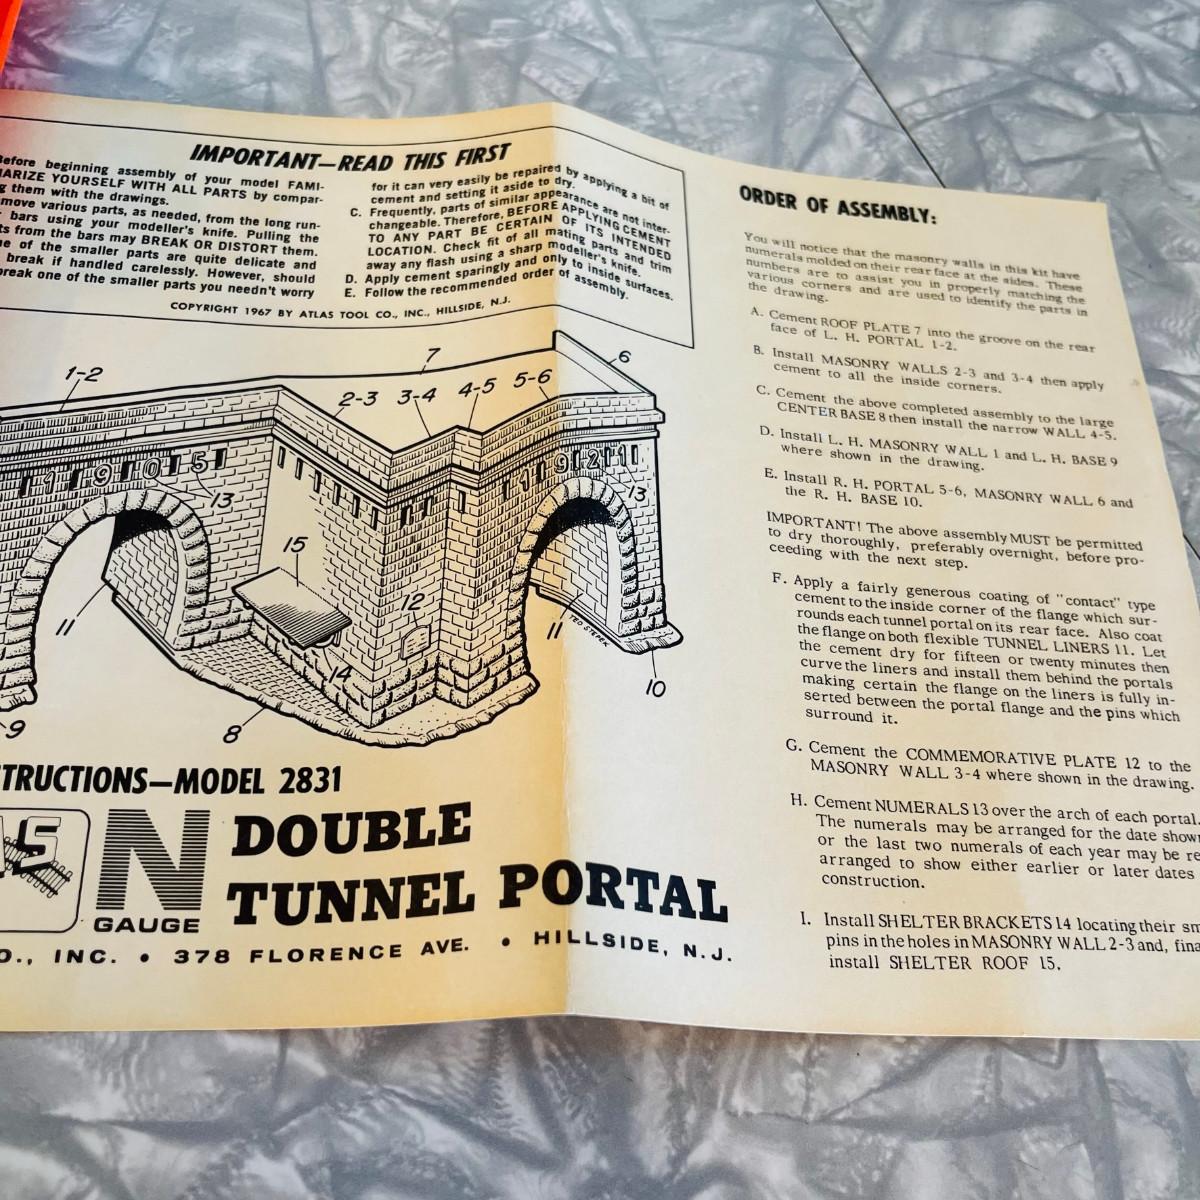 IMPORTANT—READ THIS FIRST
Before beginning assembly of your model FAMI-
IARIZE YOURSELF WITH ALL PARTS by compar-
g them with the drawings.
move various parts, as needed, from the long run-
bars using your modeller's knife. Pulling the
ts from the bars may BREAK OR DISTORT them.
ne of the smaller parts are quite delicate and
break if handled carelessly. However, should
break one of the smaller parts you needn't worry
for it can very easily be repaired by applying a bit of
cement and setting it aside to dry.
C. Frequently, parts of similar appearance are not inter-
changeable. Therefore, BEFORE APPLYING CEMENT
TO ANY PART BE CERTAIN OF ITS INTENDED
LOCATION. Check fit of all mating parts and trim
away any flash using a sharp modeller's knife.
D. Apply cement sparingly and only to inside surfaces.
E. Follow the recommended order of assembly.
COPYRIGHT 1967 BY ATLAS TOOL CO., INC., HILLSIDE, N.J.
1-2
7
6
2-3 3-4 4-5 5-6
1905
13
1921
13
15
12
11
11
TED STEPEK
14
10
9
8
TRUCTIONS—MODEL 2831
AS
N
GAUGE
DOUBLE
TUNNEL PORTAL
O., INC. • 378 FLORENCE AVE. • HILLSIDE, N.J.
ORDER OF ASSEMBLY:
You will notice that the masonry walls in this kit have
numerals molded on their rear face at the sides. These
numbers are to assist you in properly matching the
various corners and are used to identify the parts in
the drawing.
A. Cement ROOF PLATE 7 into the groove on the rear
face of L. H. PORTAL 1-2.
B. Install MASONRY WALLS 2-3 and 3-4 then apply
cement to all the inside corners.
C. Cement the above completed assembly to the large
CENTER BASE 8 then install the narrow WALL 4-5.
D. Install L. H. MASONRY WALL 1 and L. H. BASE 9
where shown in the drawing.
E. Install R. H. PORTAL 5-6, MASONRY WALL 6 and
the R. H. BASE 10.
IMPORTANT! The above assembly MUST be permitted
to dry thoroughly, preferably overnight, before pro-
ceeding with the next step.
F. Apply a fairly generous coating of "contact" type
cement to the inside corner of the flange which sur-
rounds each tunnel portal on its rear face. Also coat
the flange on both flexible TUNNEL LINERS 11. Let
the cement dry for fifteen or twenty minutes then
curve the liners and install them behind the portals
making certain the flange on the liners is fully in-
serted between the portal flange and the pins which
surround it.
G. Cement the COMMEMORATIVE PLATE 12 to the
MASONRY WALL 3-4 where shown in the drawing.
H. Cement NUMERALS 13 over the arch of each portal.
The numerals may be arranged for the date show
or the last two numerals of each year may be re
arranged to show either earlier or later dates
construction.
I. Install SHELTER BRACKETS 14 locating their sm
pins in the holes in MASONRY WALL 2-3 and, fina
install SHELTER ROOF 15.